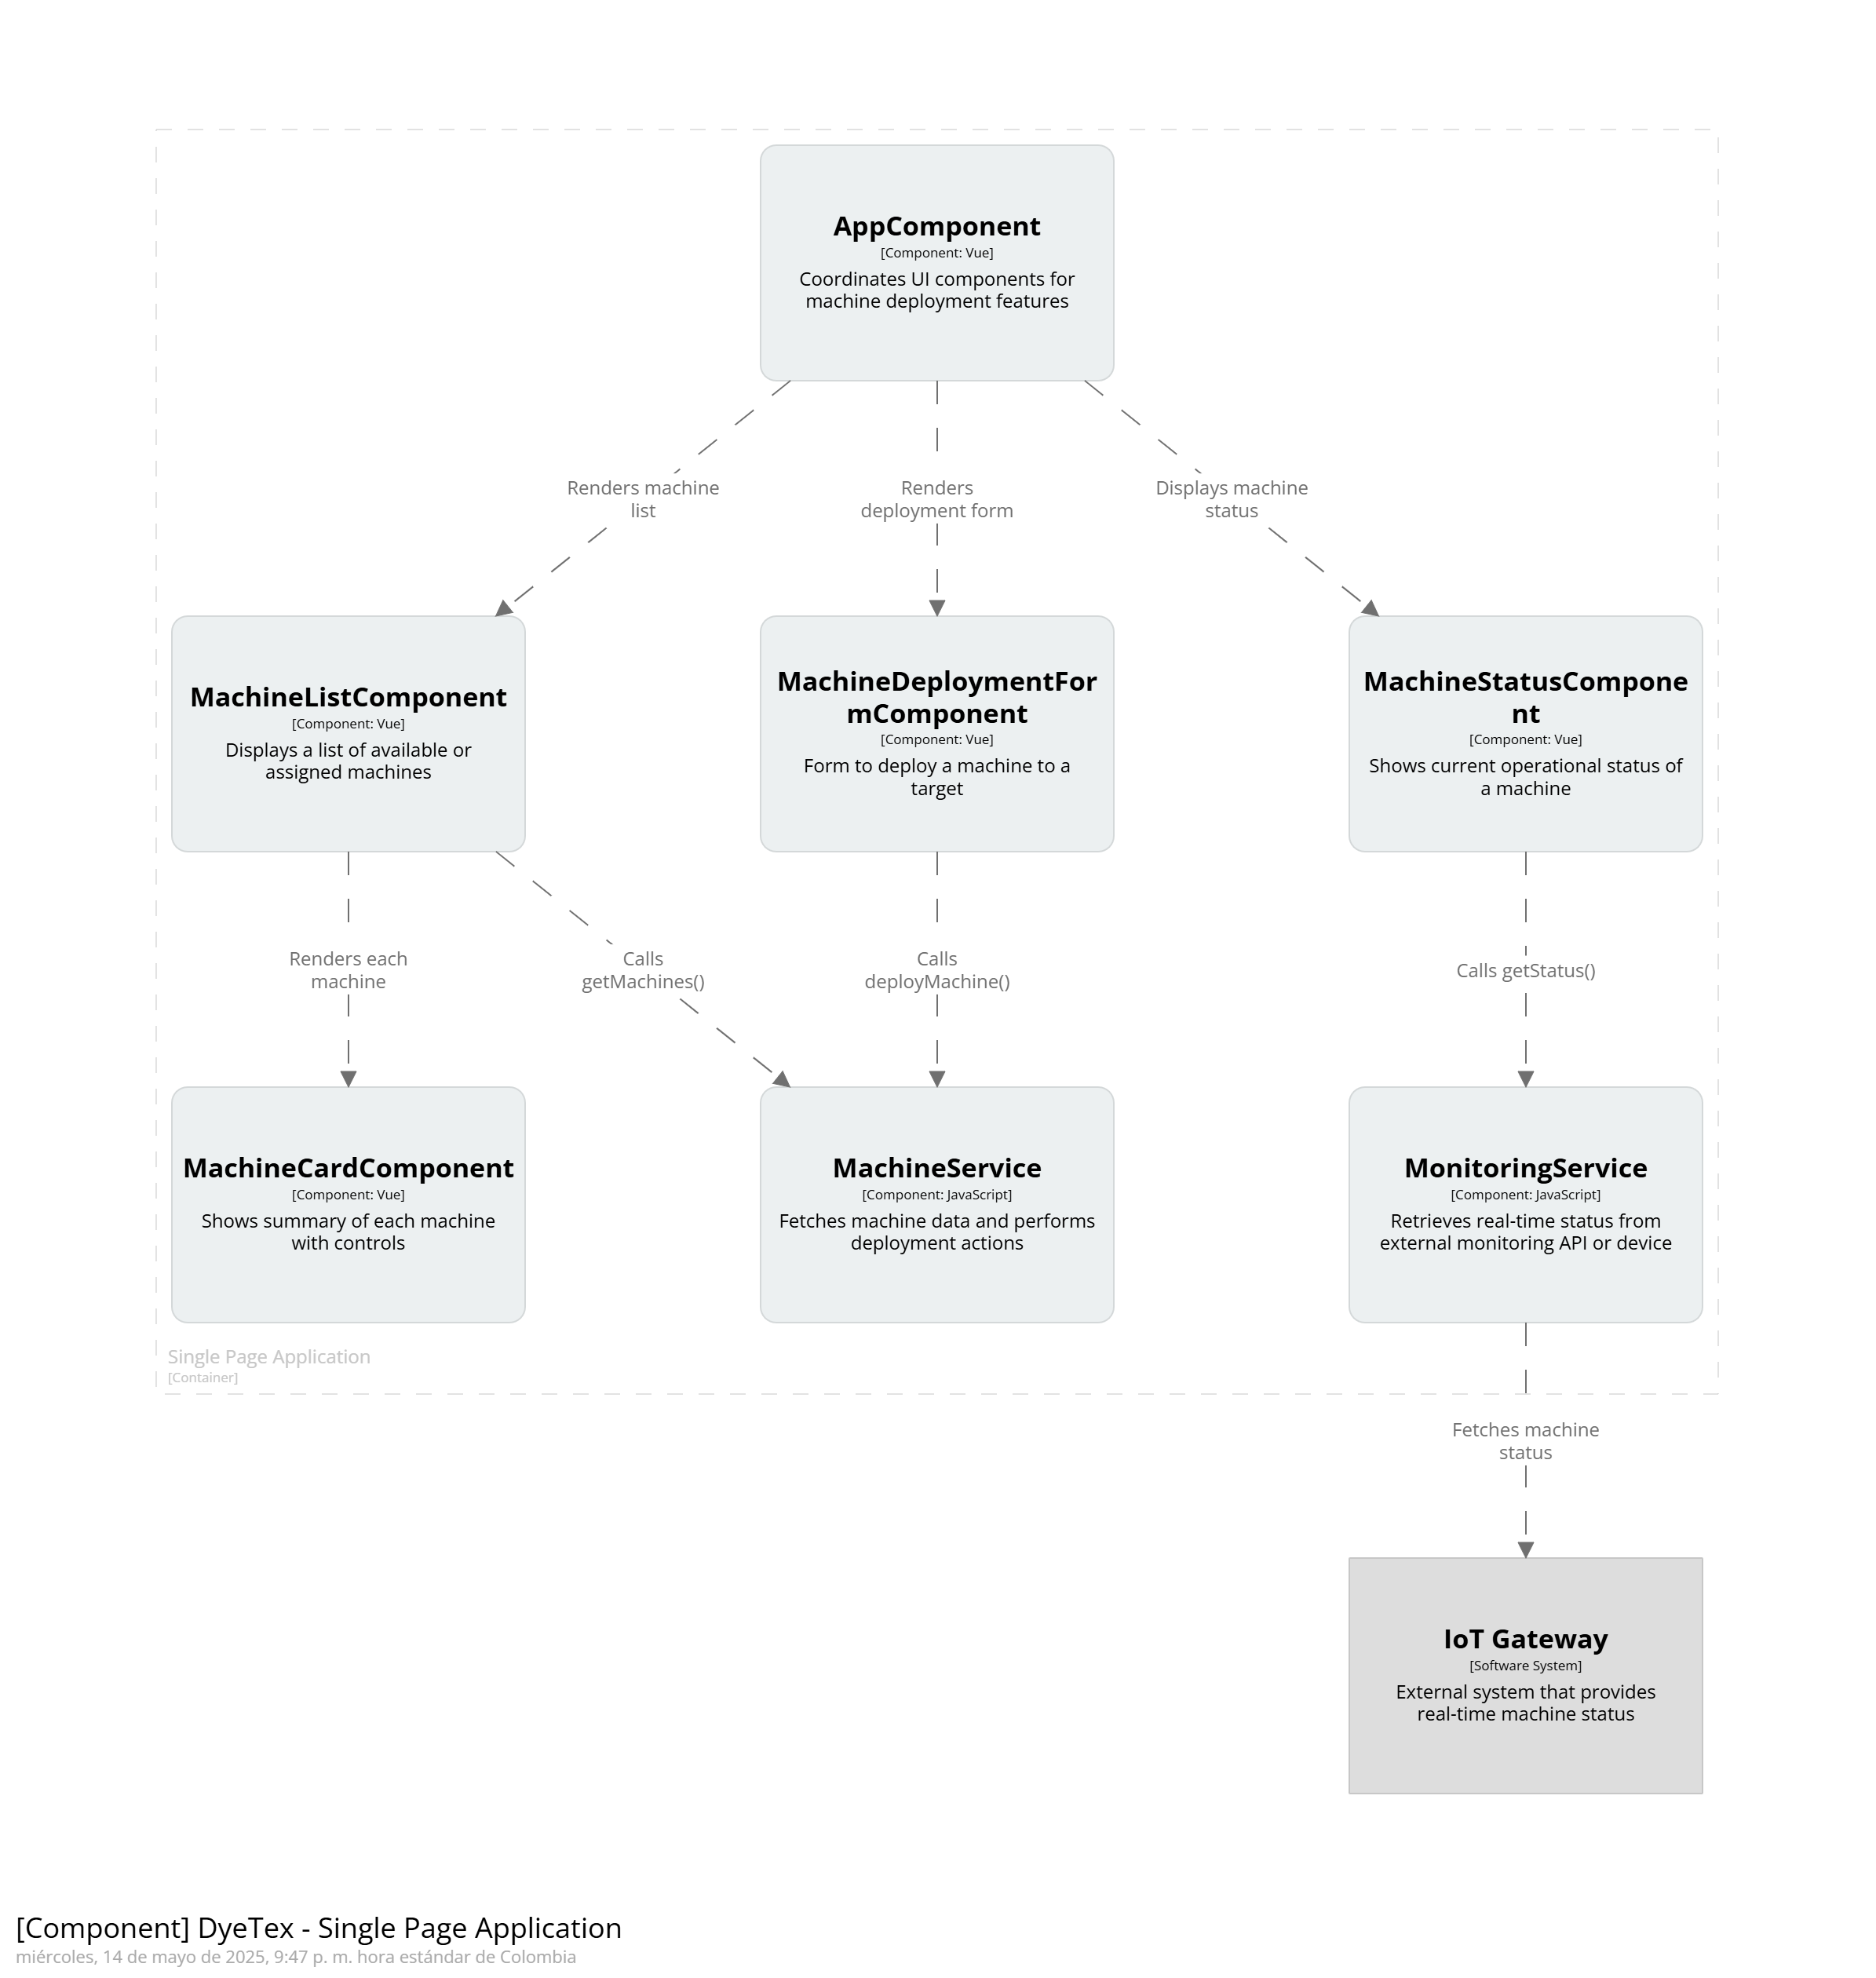 AppComponent
[Component: Vue]
Coordinates UI components for
machine deployment features
Renders machine
list
Renders
deployment form
Displays machine
status
MachineListComponent
[Component: Vue]
Displays a list of available or
assigned machines
MachineDeploymentFor
mComponent
[Component: Vue]
Form to deploy a machine to a
target
MachineStatusCompone
nt
[Component: Vue]
Shows current operational status of
a machine
Renders each
machine
Calls
getMachines()
Calls
deployMachine()
Calls getStatus()
MachineCardComponent
[Component: Vue]
Shows summary of each machine
with controls
MachineService
[Component: JavaScript]
Fetches machine data and performs
deployment actions
MonitoringService
[Component: JavaScript]
Retrieves real-time status from
external monitoring API or device
Single Page Application
[Container]
Fetches machine
status
IoT Gateway
[Software System]
External system that provides
real-time machine status
[Component] DyeTex - Single Page Application
miércoles, 14 de mayo de 2025, 9:47 p. m. hora estándar de Colombia